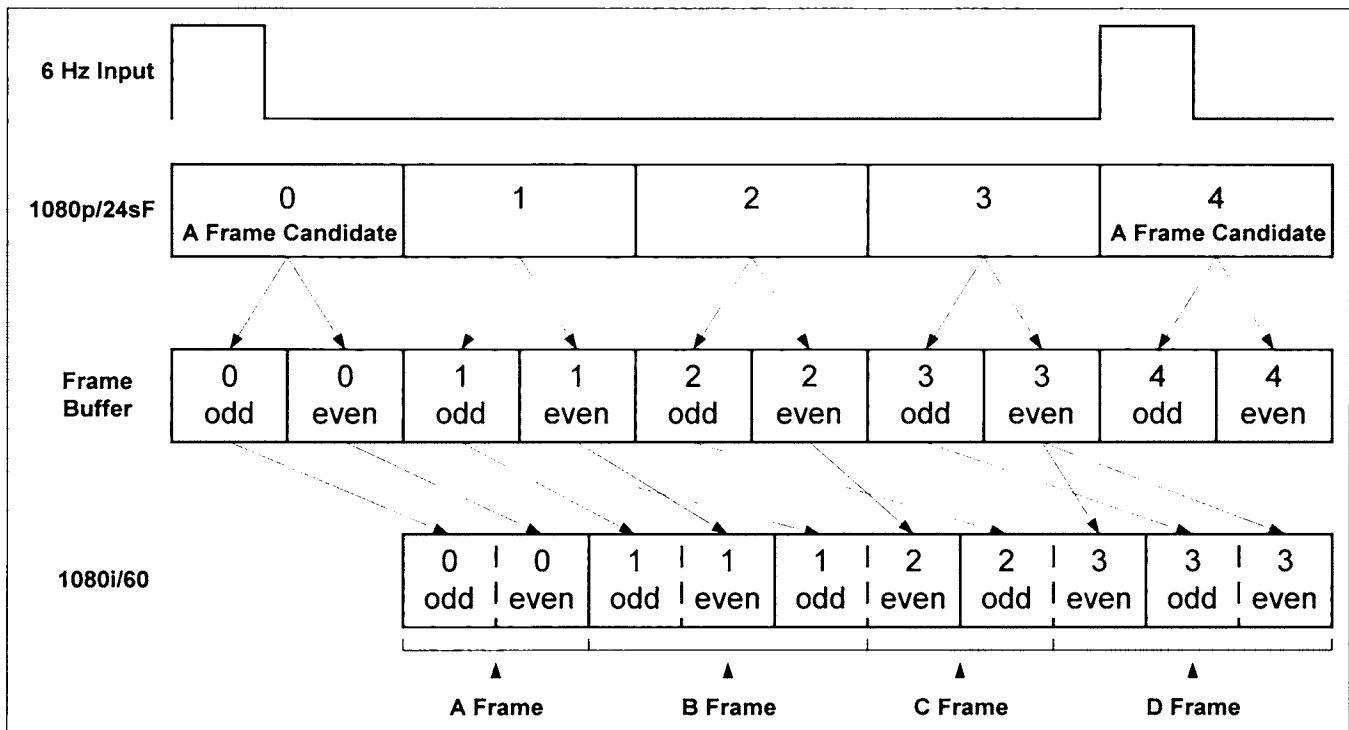 6 Hz Input
1080p/24sF
0 1 2 3 4
A Frame Candidate A Frame Candidate
Frame
Buffer
0 0 1 1 2 2 3 3 4 4
odd even odd even odd even odd even odd even
1080i/60
0 0 1 1 1 2 2 3 3 3
odd even odd even odd even odd even odd even
A Frame B Frame C Frame D Frame